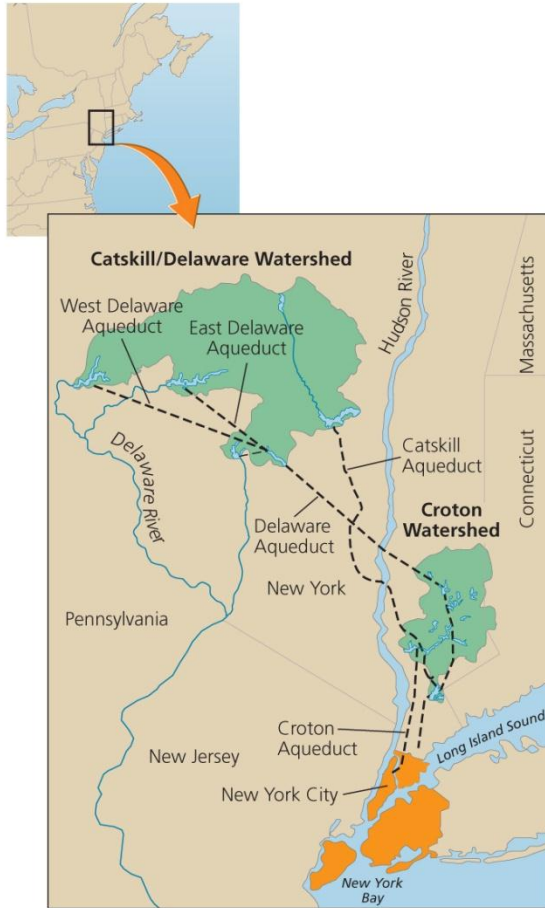 Catskill/Delaware Watershed
West Delaware
Aqueduct
East Delaware
Aqueduct
Hudson River
Massachusetts
Delaware
River
Catskill
Aqueduct
Connecticut
Croton
Watershed
Delaware
Aqueduct
New York
Pennsylvania
Croton
Aqueduct
Long Island Sound
New Jersey
New York City
New York
Bay